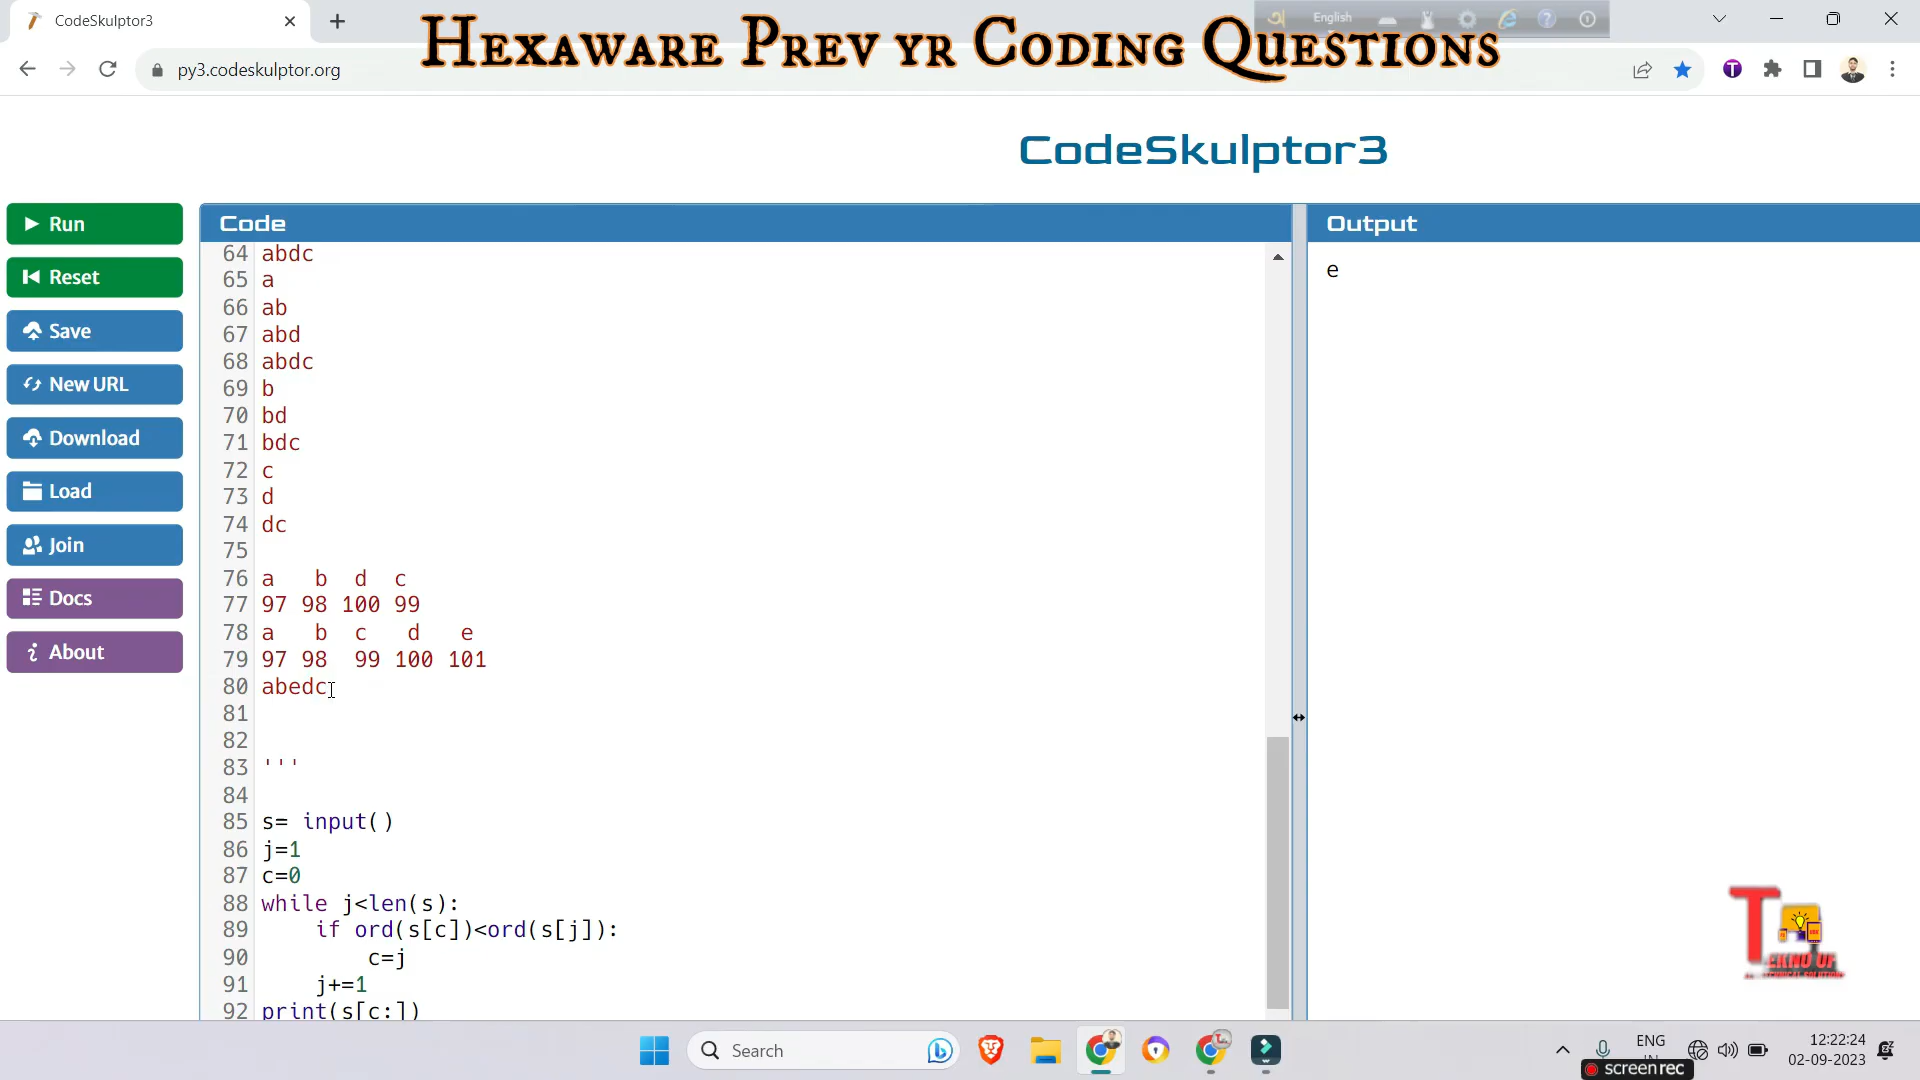 CodeSkulptor3
English
Hexaware Prev yr Coding Questions
py3.codeskulptor.org
CodeSkulptor3
Run
Reset
Save
New URL
Download
Load
Join
Docs
About
Code
64 abdc
65 a
66 ab
67 abd
68 abdc
69 b
70 bd
71 bdc
72 c
73 d
74 dc
75
76 a b d c
77 97 98 100 99
78 a b c d e
79 97 98 99 100 101
80 abedc
81
82
83 '''
84
85 s= input()
86 j=1
87 c=0
88 while j<len(s):
89 if ord(s[c])<ord(s[j]):
90 c=j
91 j+=1
92 print(s[c:])
Output
e
Search
ENG
12:22:24
02-09-2023
screenrec